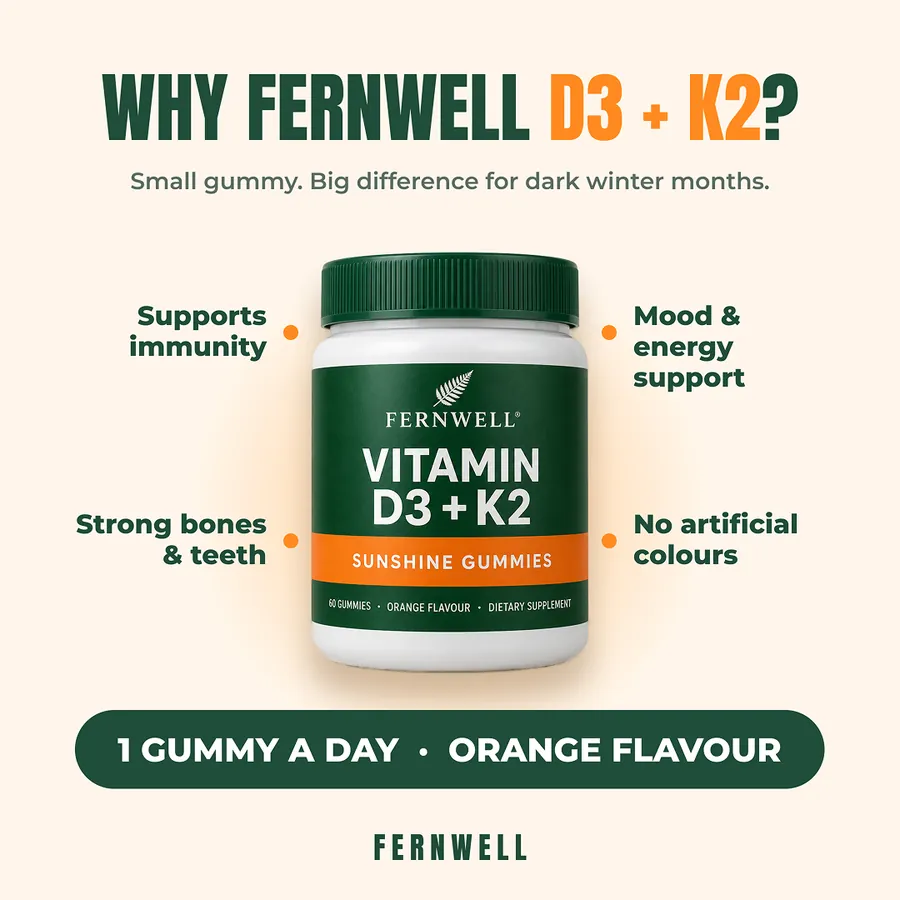 WHY FERNWELL D3 + K2?
Small gummy. Big difference for dark winter months.
Supports
immunity
Mood &
energy
support
FERNWELL®
VITAMIN
D3 + K2
Strong bones
& teeth
No artificial
colours
SUNSHINE GUMMIES
60 GUMMIES • ORANGE FLAVOUR • DIETARY SUPPLEMENT
1 GUMMY A DAY • ORANGE FLAVOUR
FERNWELL